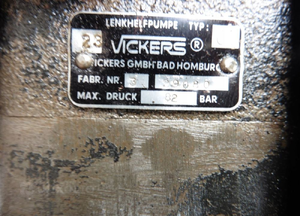 LENKHELFPUMPE TYP:
23 VICKERS®
VICKERS GMBH BAD HOMBURG
FABR. NR.
MAX. DRUCK BAR